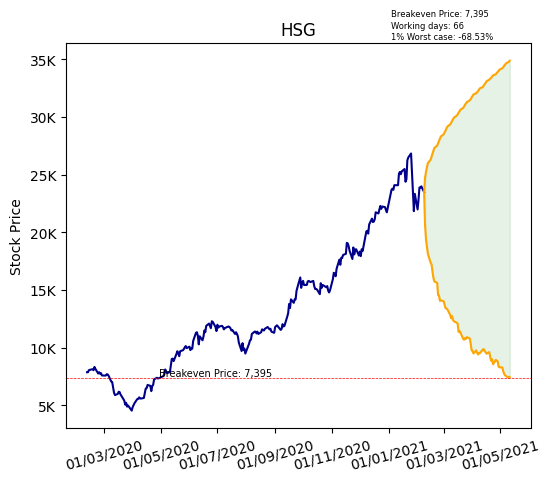 Breakeven Price: 7,395
Working days: 66
1% Worst case: -68.53%
HSG
Stock Price
35K
30K
25K
20K
15K
10K
5K
Breakeven Price: 7,395
01/03/2020 01/05/2020 01/07/2020 01/09/2020 01/11/2020 01/01/2021 01/03/2021 01/05/2021